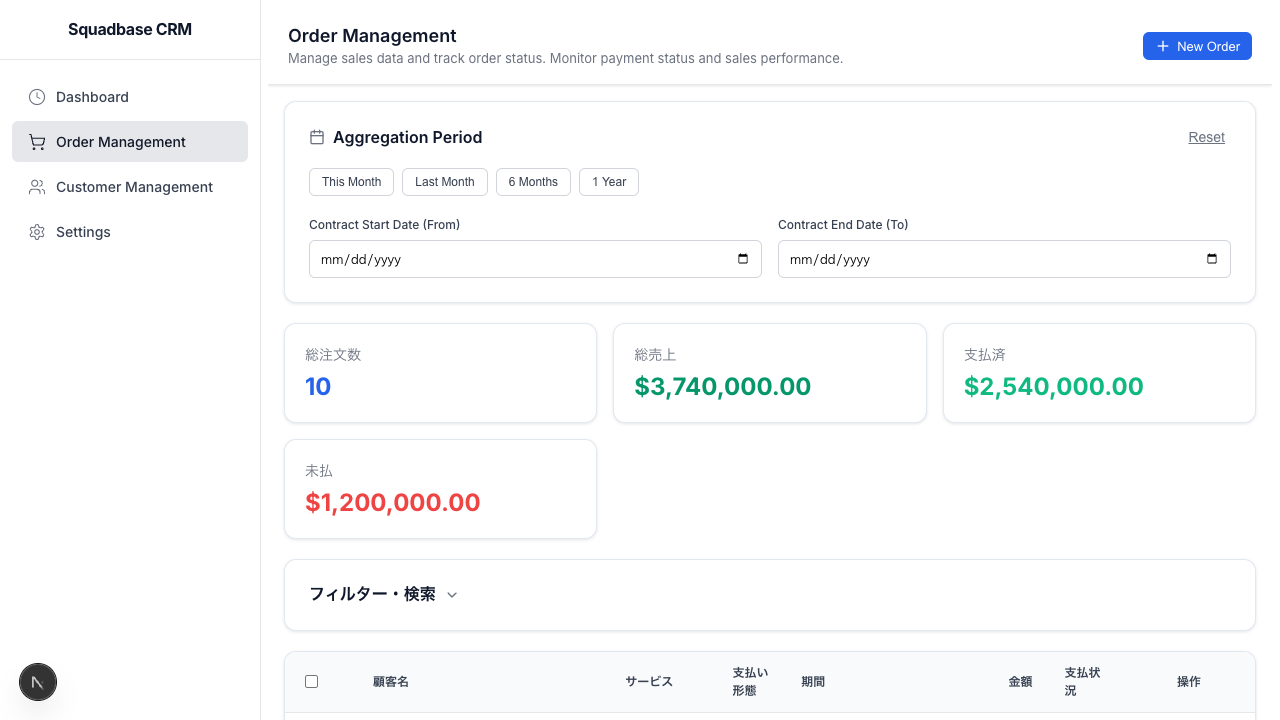 Squadbase CRM
Dashboard
Order Management
Customer Management
Settings
Order Management
Manage sales data and track order status. Monitor payment status and sales performance.
New Order
Aggregation Period
Reset
This Month
Last Month
6 Months
1 Year
Contract Start Date (From)
Contract End Date (To)
mm/dd/yyyy
mm/dd/yyyy
総注文数
10
総売上
$3,740,000.00
支払済
$2,540,000.00
未払
$1,200,000.00
フィルター・検索
顧客名
サービス
支払い
形態
期間
金額
支払状
況
操作
N